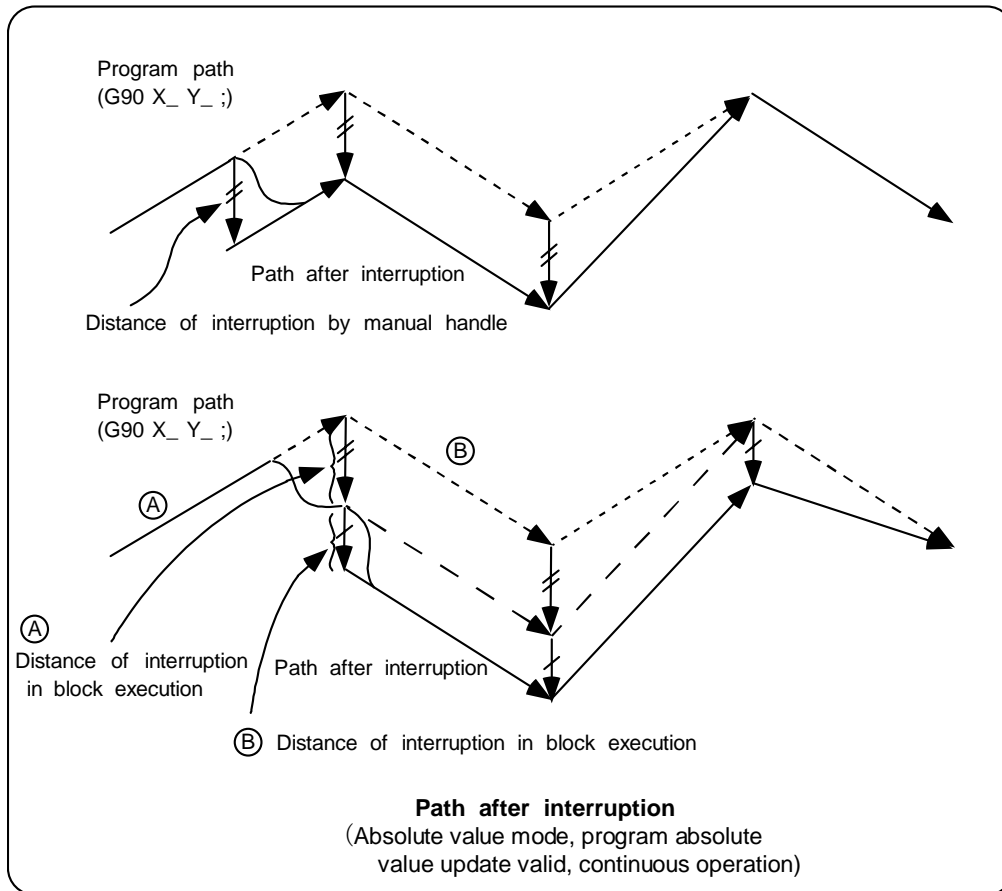 Program path
(G90 X_ Y_ ;)
Path after interruption
Distance of interruption by manual handle
Program path
(G90 X_ Y_ ;)
Ⓑ
Ⓐ
Ⓐ
Distance of interruption
in block execution
Path after interruption
Ⓑ Distance of interruption in block execution
Path after interruption
(Absolute value mode, program absolute
value update valid, continuous operation)